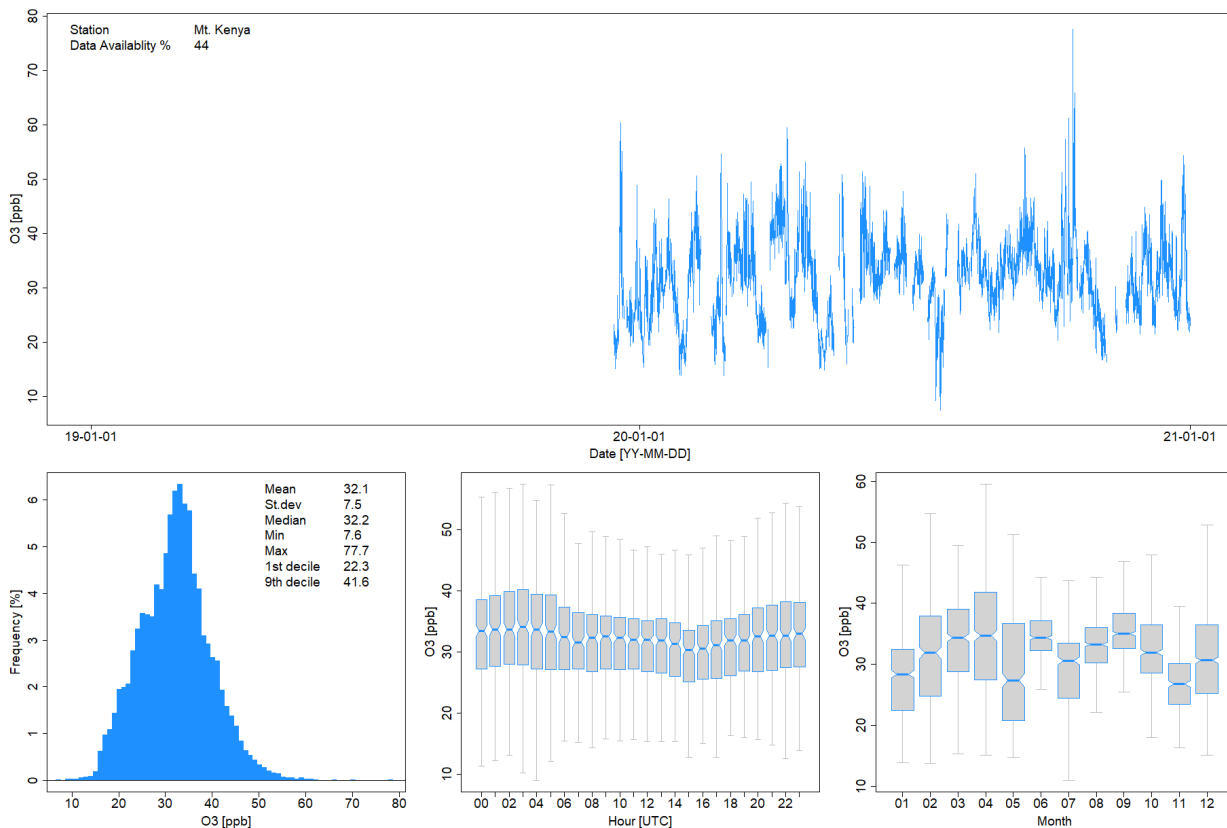 80
70
60
50
40
30
20
10
O3 [ppb]
Station Mt. Kenya
Data Availablity % 44
19-01-01 20-01-01 21-01-01
Date [YY-MM-DD]
6
5
4
3
2
1
0
Frequency [%]
Mean 32.1
St.dev 7.5
Median 32.2
Min 7.6
Max 77.7
1st decile 22.3
9th decile 41.6
10 20 30 40 50 60 70 80
O3 [ppb]
50
40
30
20
10
O3 [ppb]
00 02 04 06 08 10 12 14 16 18 20 22
Hour [UTC]
60
50
40
30
20
10
O3 [ppb]
01 02 03 04 05 06 07 08 09 10 11 12
Month